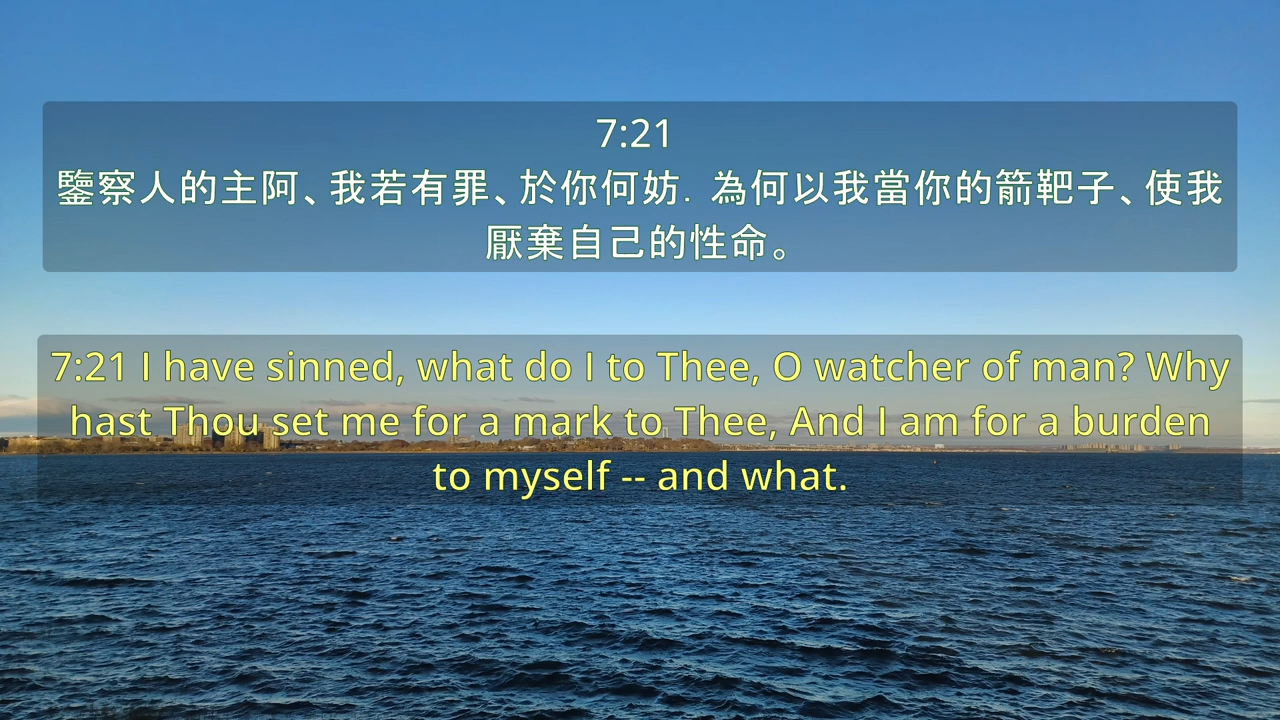 7:21
鑒察人的主阿、我若有罪、於你何妨．為何以我當你的箭靶子、使我
厭棄自己的性命。
7:21 I have sinned, what do I to Thee, O watcher of man? Why
hast Thou set me for a mark to Thee, And I am for a burden
to myself -- and what.